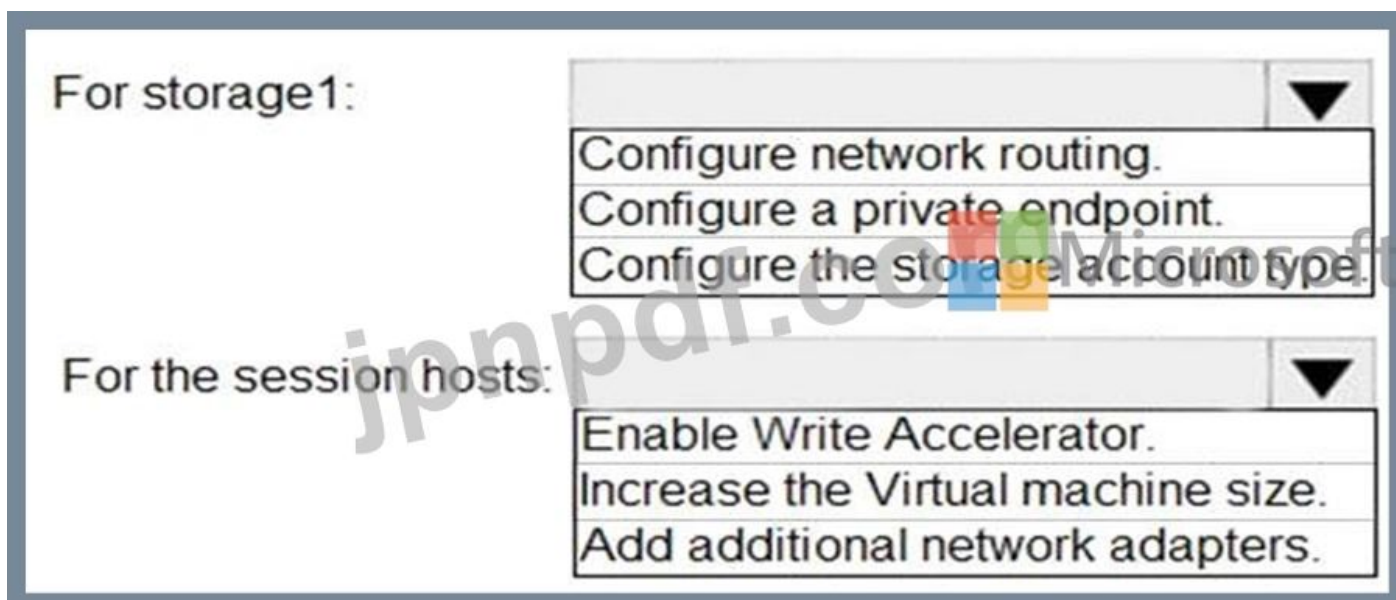 For storage1:
Configure network routing.
Configure a private endpoint.
Configure the storage account type.
Microsoft
jpnpdf.com
For the session hosts:
Enable Write Accelerator.
Increase the Virtual machine size.
Add additional network adapters.